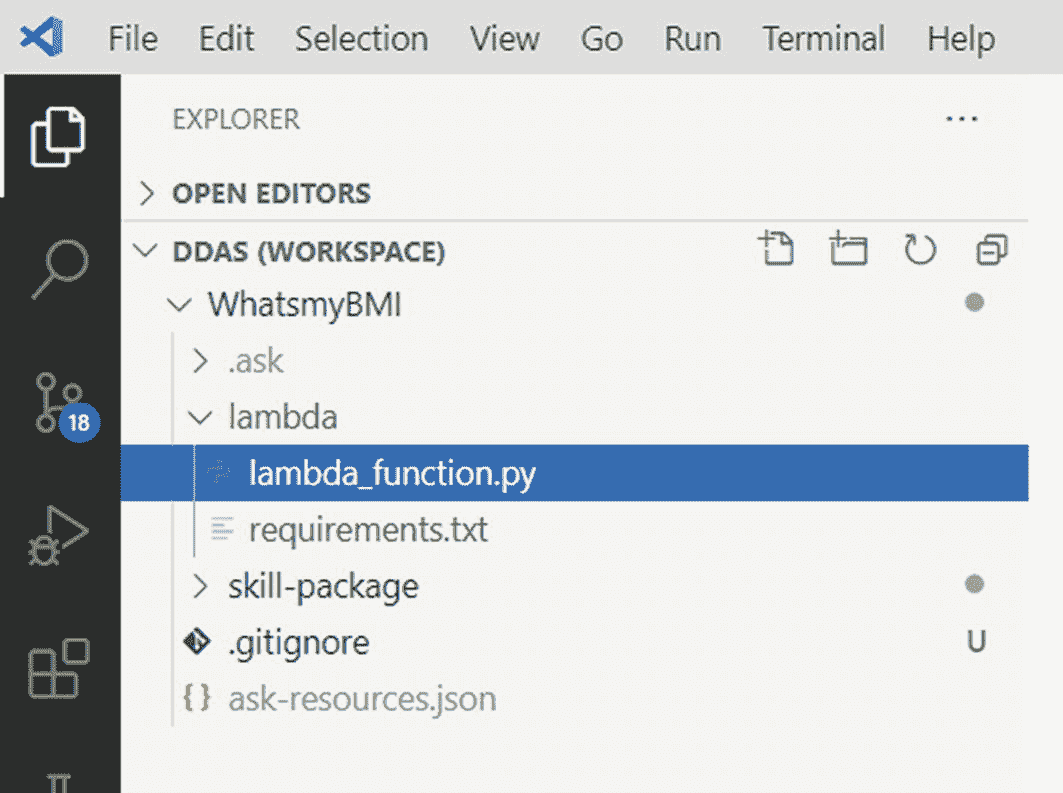 File Edit Selection View Go Run Terminal Help
EXPLORER ...
OPEN EDITORS
DDAS (WORKSPACE)
WhatsmyBMI
.ask
lambda
18
lambda_function.py
requirements.txt
skill-package
.gitignore U
{} ask-resources.json